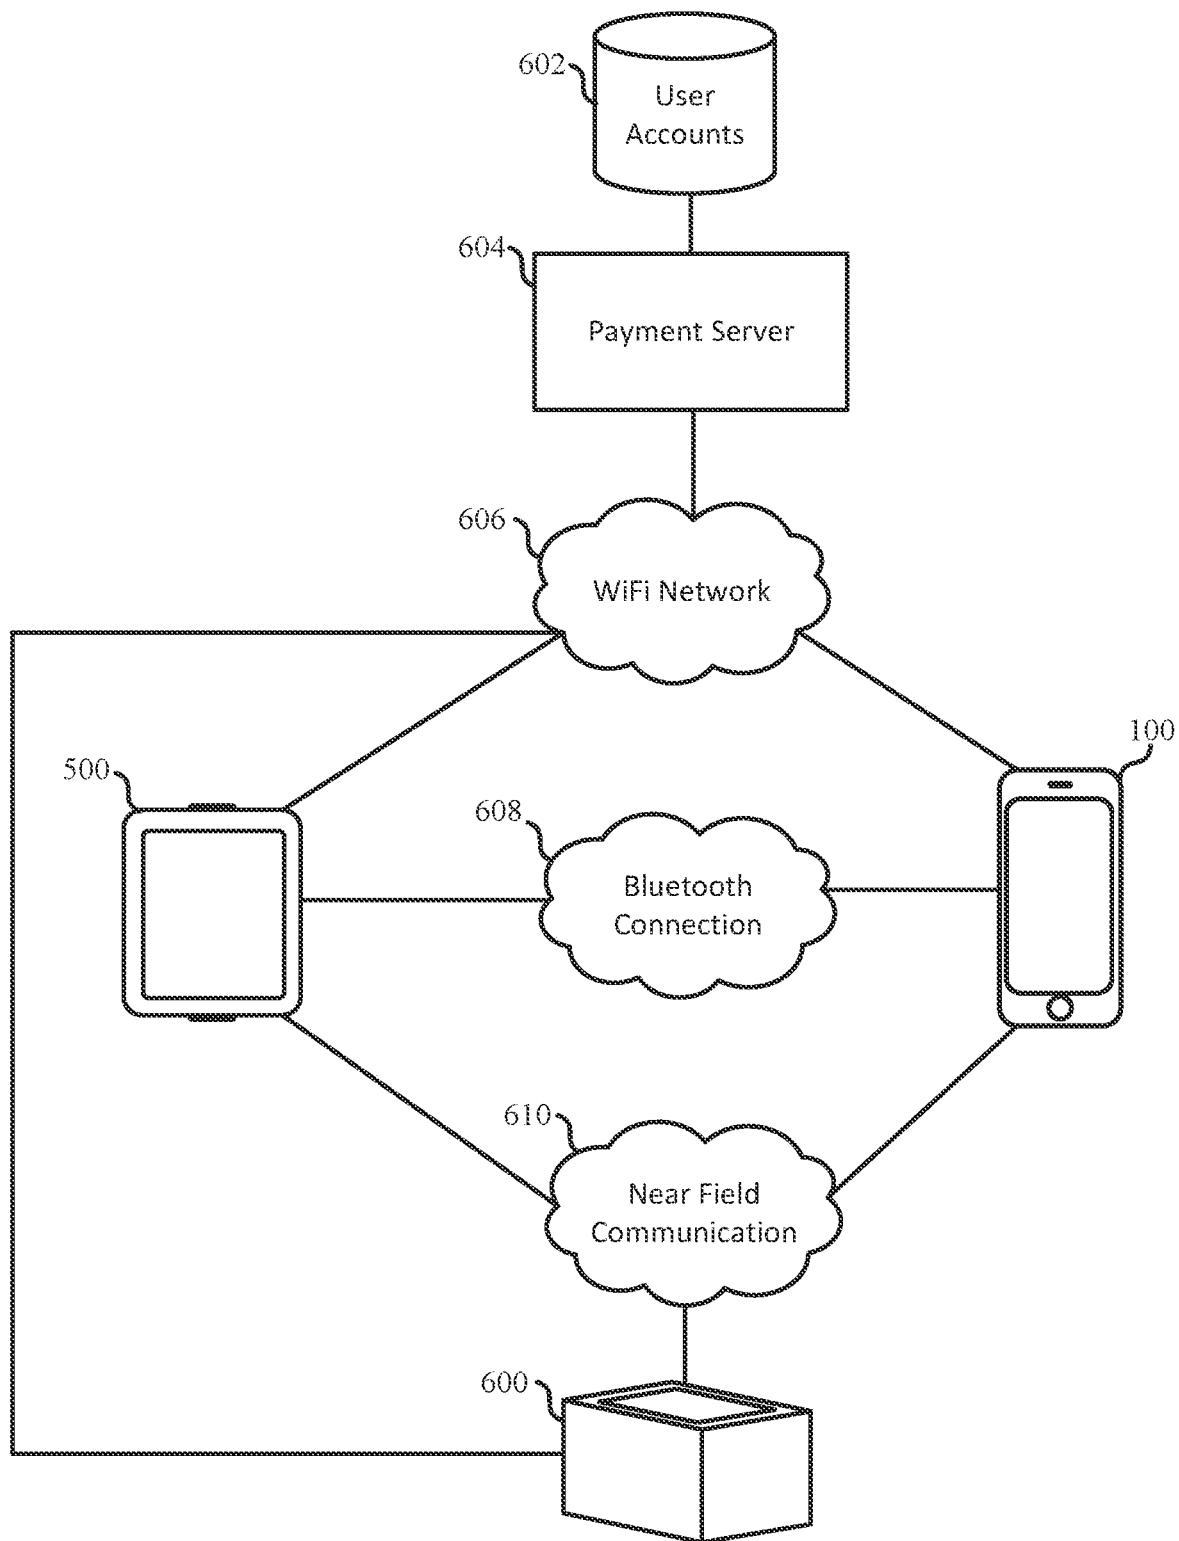 602
User
Accounts
604
Payment Server
606
WiFi Network
100
500
608
Bluetooth
Connection
610
Near Field
Communication
600